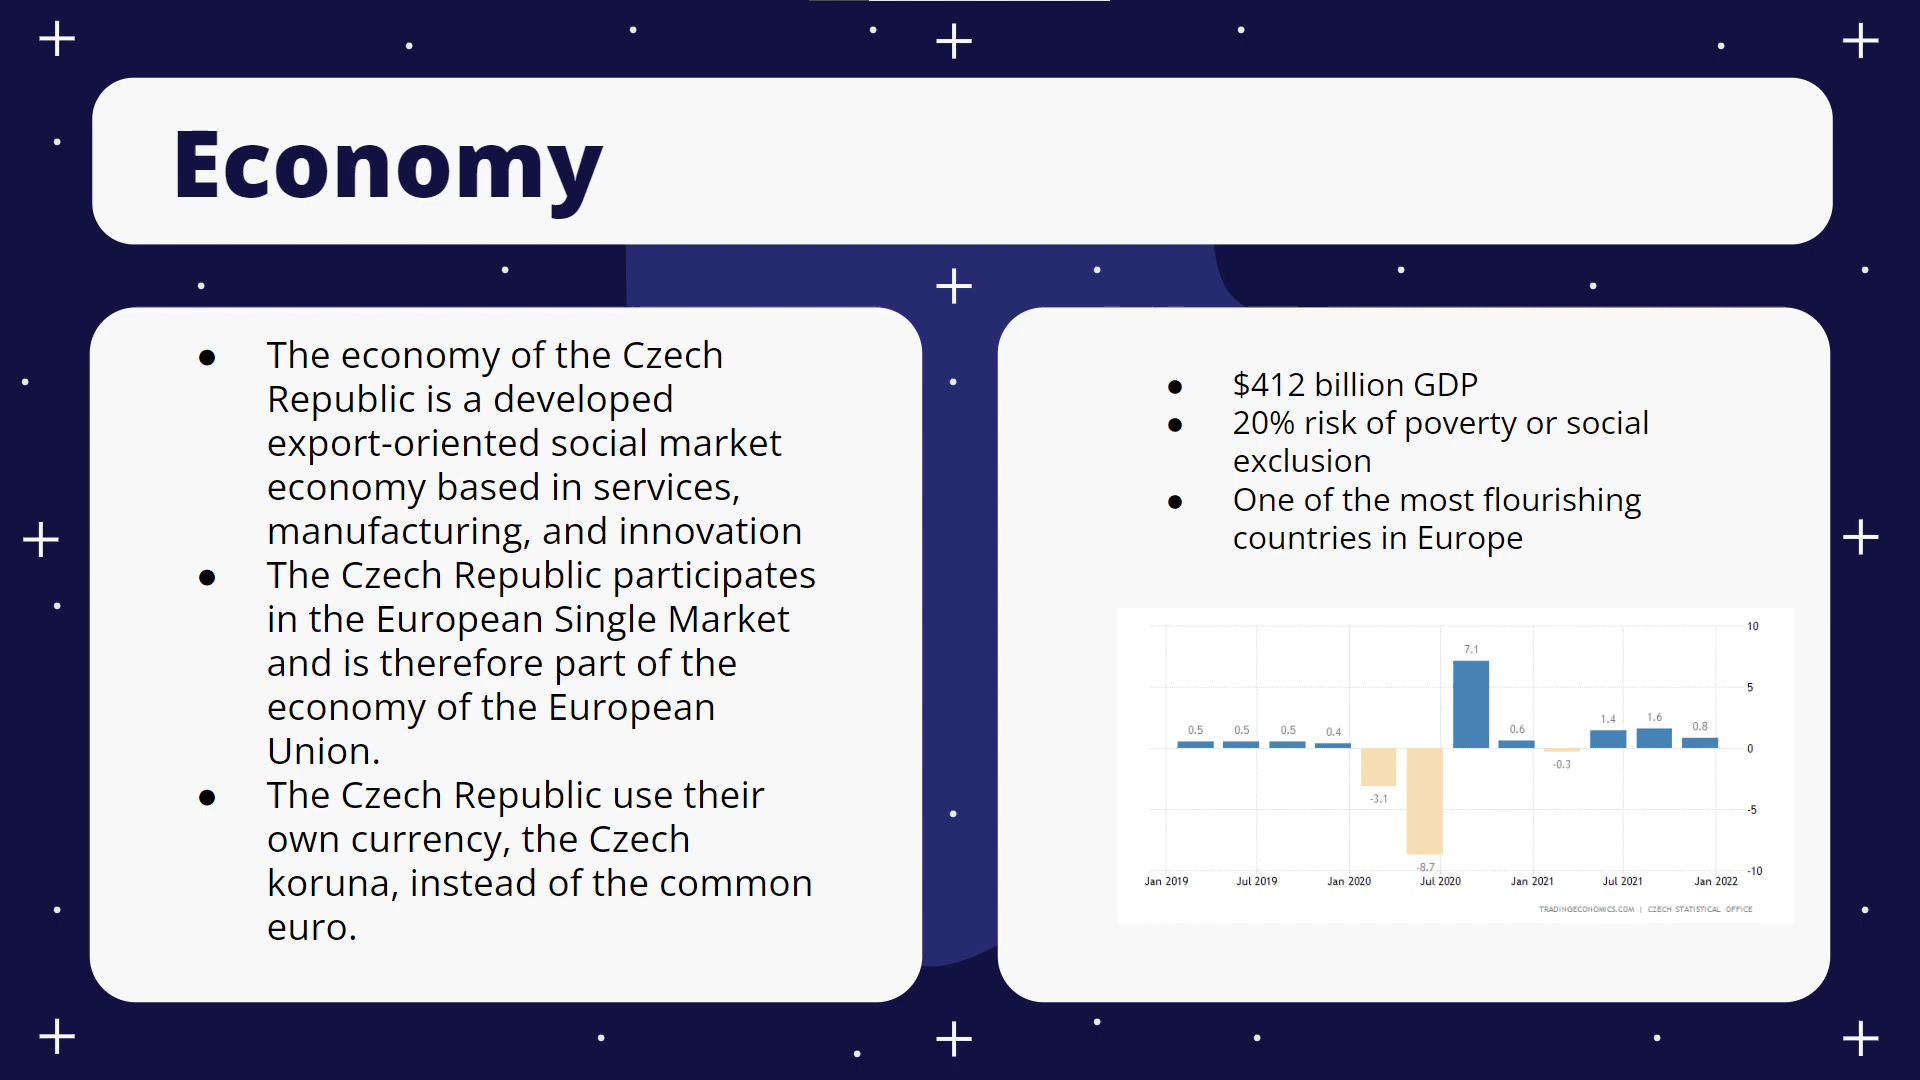 Economy
● The economy of the Czech
Republic is a developed
export-oriented social market
economy based in services,
manufacturing, and innovation
● The Czech Republic participates
in the European Single Market
and is therefore part of the
economy of the European
Union.
● The Czech Republic use their
own currency, the Czech
koruna, instead of the common
euro.
● $412 billion GDP
● 20% risk of poverty or social
exclusion
● One of the most flourishing
countries in Europe
10
7.1
5
0.5 0.5 0.5 0.4 0.6 1.4 1.6 0.8
0
-0.3
-3.1
-5
-8.7
-10
Jan 2019 Jul 2019 Jan 2020 Jul 2020 Jan 2021 Jul 2021 Jan 2022
TRADINGECONOMICS.COM | CZECH STATISTICAL OFFICE